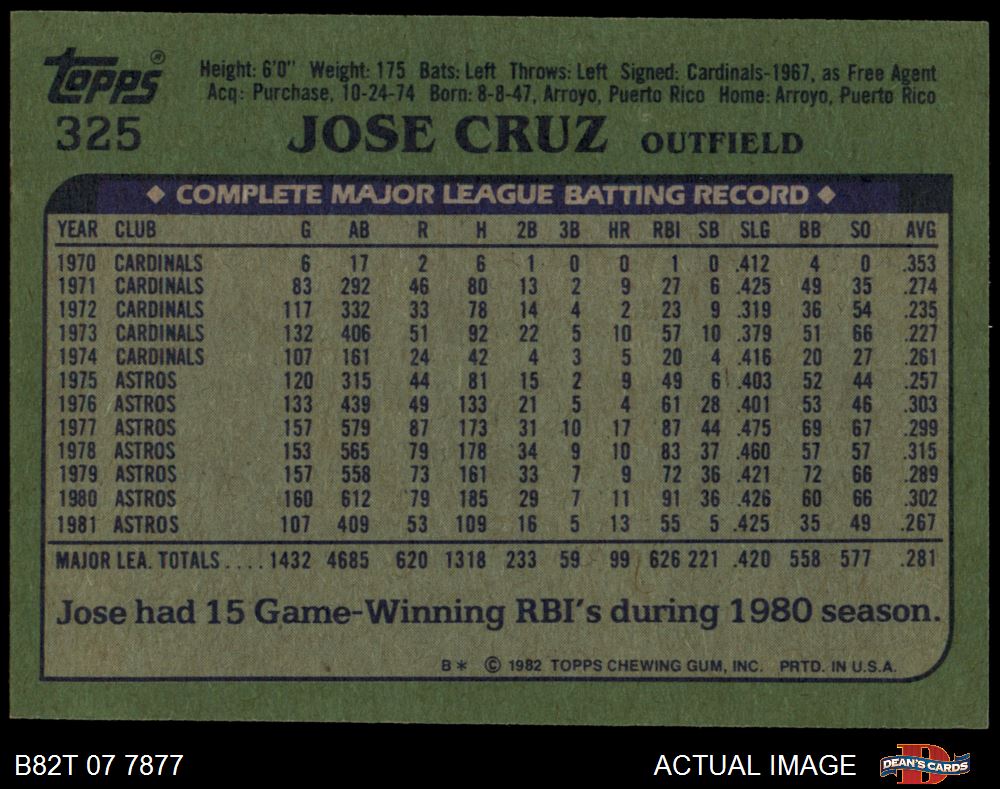 Topps®
Height: 6'0" Weight: 175 Bats: Left Throws: Left Signed: Cardinals-1967, as Free Agent
Acq: Purchase, 10-24-74 Born: 8-8-47, Arroyo, Puerto Rico Home: Arroyo, Puerto Rico
325 JOSE CRUZ OUTFIELD
◆ COMPLETE MAJOR LEAGUE BATTING RECORD ◆
YEAR CLUB G AB R H 2B 3B HR RBI SB SLG BB SO AVG
1970 CARDINALS 6 17 2 6 1 0 0 1 0 .412 4 0 .353
1971 CARDINALS 83 292 46 80 13 2 9 27 6 .425 49 35 .274
1972 CARDINALS 117 332 33 78 14 4 2 23 9 .319 36 54 .235
1973 CARDINALS 132 406 51 92 22 5 10 57 10 .379 51 66 .227
1974 CARDINALS 107 161 24 42 4 3 5 20 4 .416 20 27 .261
1975 ASTROS 120 315 44 81 15 2 9 49 6 .403 52 44 .257
1976 ASTROS 133 439 49 133 21 5 4 61 28 .401 53 46 .303
1977 ASTROS 157 579 87 173 31 10 17 87 44 .475 69 67 .299
1978 ASTROS 153 565 79 178 34 9 10 83 37 .460 57 57 .315
1979 ASTROS 157 558 73 161 33 7 9 72 36 .421 72 66 .289
1980 ASTROS 160 612 79 185 29 7 11 91 36 .426 60 66 .302
1981 ASTROS 107 409 53 109 16 5 13 55 5 .425 35 49 .267
MAJOR LEA. TOTALS.... 1432 4685 620 1318 233 59 99 626 221 .420 558 577 .281
Jose had 15 Game-Winning RBI's during 1980 season.
B* © 1982 TOPPS CHEWING GUM, INC. PRTD. IN U.S.A.
B82T 07 7877 ACTUAL IMAGE DEAN'S CARDS